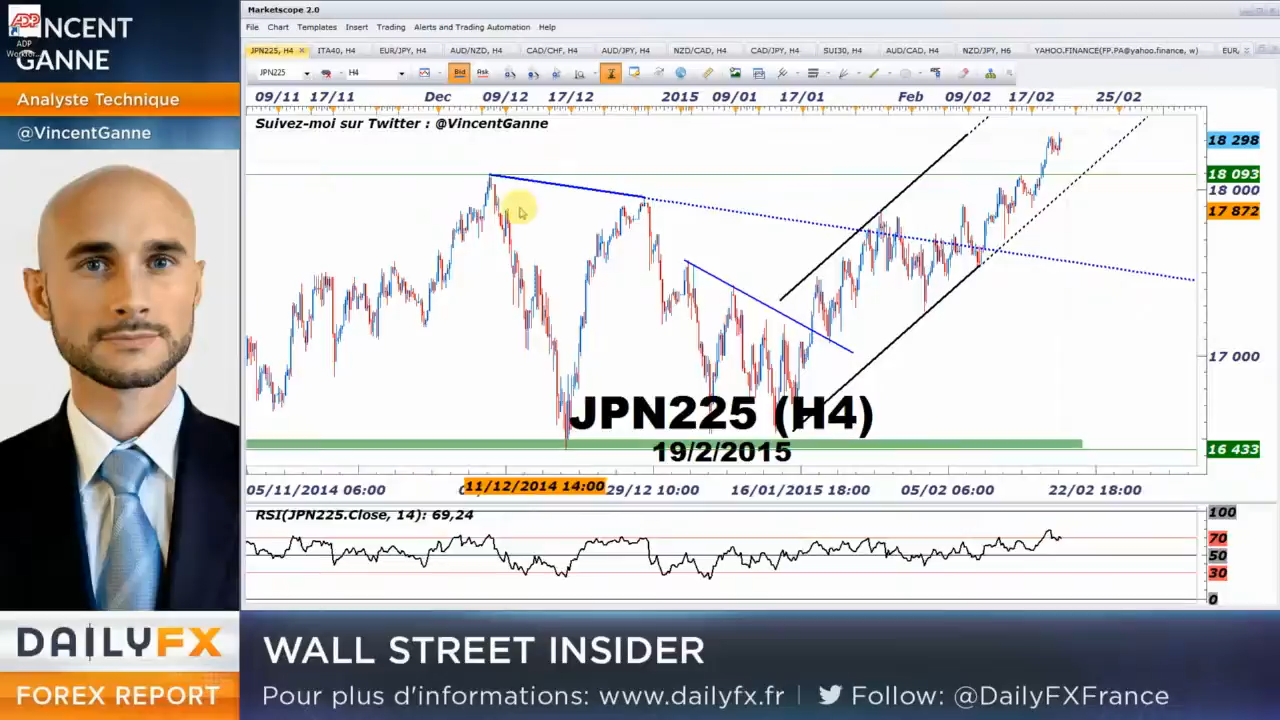 ADP
VINCENT
GANNE
Analyste Technique
@VincentGanne
Marketscope 2.0
File Chart Templates Insert Trading Alerts and Trading Automation Help
JPN225, H4 ITA40, H4 EUR/JPY, H4 AUD/NZD, H4 CAD/CHF, H4 AUD/JPY, H4 NZD/CAD, H4 CAD/JPY, H4 SUI30, H4 AUD/CAD, H4 NZD/JPY, H6 YAHOO.FINANCE(FP.PA@yahoo.finance, w) EUR,
JPN225 H4 Bid Ask
09/11 17/11 Dec 09/12 17/12 2015 09/01 17/01 Feb 09/02 17/02 25/02
Suivez-moi sur Twitter : @VincentGanne
18 298
18 093
18 000
17 872
17 000
16 433
JPN225 (H4)
19/2/2015
05/11/2014 06:00 11/12/2014 14:00 29/12 10:00 16/01/2015 18:00 05/02 06:00 22/02 18:00
RSI(JPN225.Close, 14): 69,24
100
70
50
30
0
DAILYFX
FOREX REPORT
WALL STREET INSIDER
Pour plus d'informations: www.dailyfx.fr | Follow: @DailyFXFrance